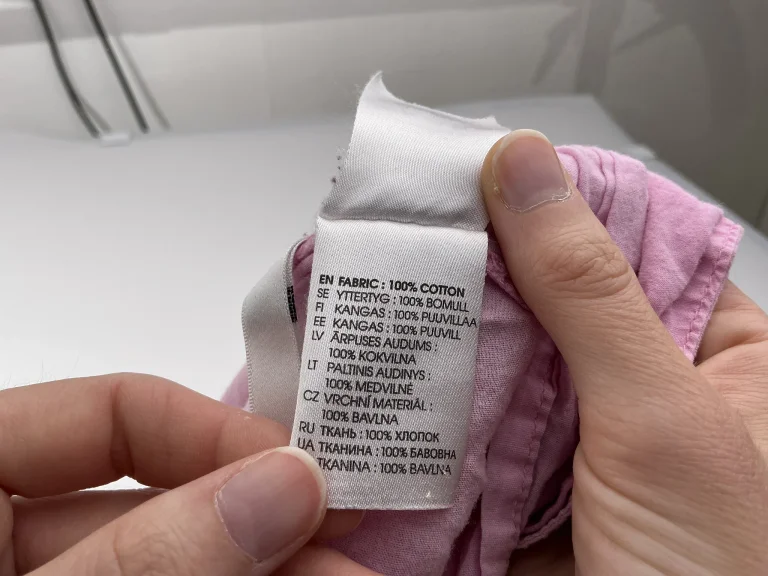 EN FABRIC : 100% COTTON
SE YTTERTYG : 100% BOMULL
FI KANGAS : 100% PUUVILLAA
EE KANGAS : 100% PUUVILL
LV ĀRPUSES AUDUMS :
100% KOKVILNA
LT PALTINIS AUDINYS :
100% MEDVILNĖ
CZ VRCHNÍ MATERIÁL :
100% BAVLNA
RU ТКАНЬ : 100% ХЛОПОК
UA ТКАНИНА : 100% БАВОВНА
TKANINA : 100% BAVLNA